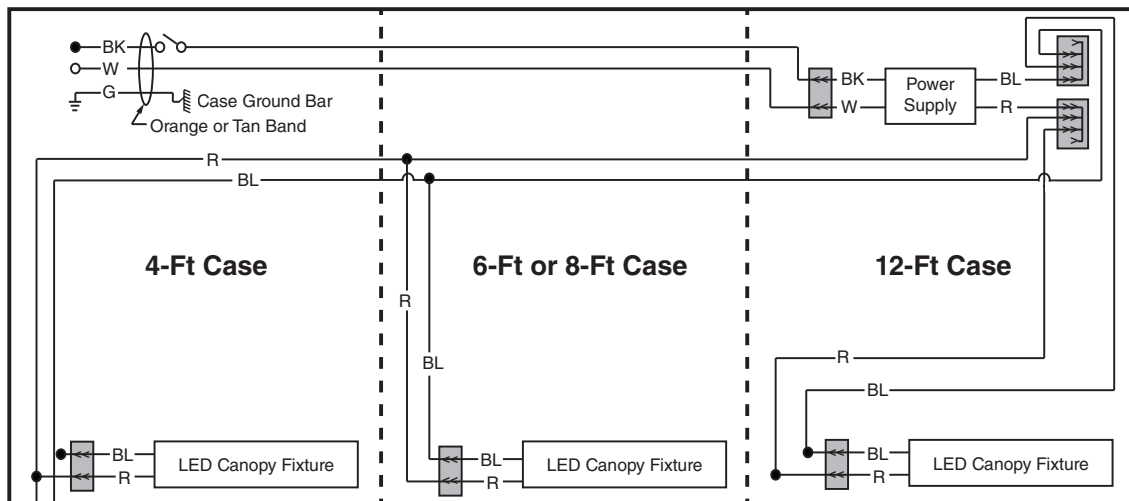 BK
W
G
Case Ground Bar
Orange or Tan Band
BK
W
Power
Supply
BL
R
R
BL
4-Ft Case
6-Ft or 8-Ft Case
12-Ft Case
R
BL
R
BL
BL
R
LED Canopy Fixture
BL
R
LED Canopy Fixture
BL
R
LED Canopy Fixture